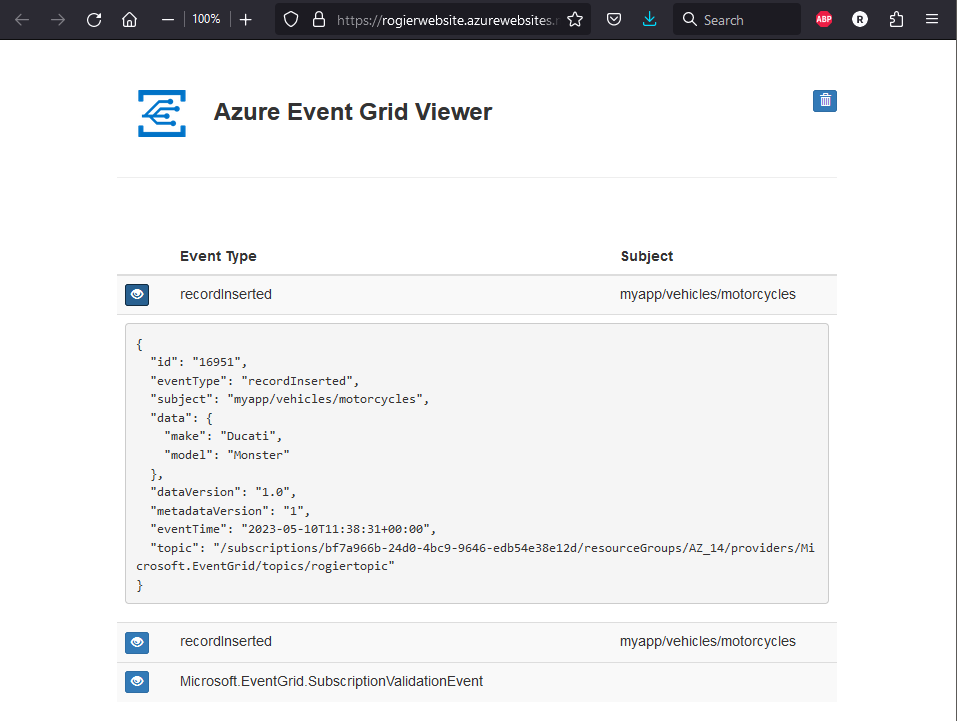 100%
https://rogierwebsite.azurewebsites.
Search
ABP
R
Azure Event Grid Viewer
Event Type Subject
recordInserted myapp/vehicles/motorcycles
{
"id": "16951",
"eventType": "recordInserted",
"subject": "myapp/vehicles/motorcycles",
"data": {
"make": "Ducati",
"model": "Monster"
},
"dataVersion": "1.0",
"metadataVersion": "1",
"eventTime": "2023-05-10T11:38:31+00:00",
"topic": "/subscriptions/bf7a966b-24d0-4bc9-9646-edb54e38e12d/resourceGroups/AZ_14/providers/Mi
crosoft.EventGrid/topics/rogiertopic"
}
recordInserted myapp/vehicles/motorcycles
Microsoft.EventGrid.SubscriptionValidationEvent